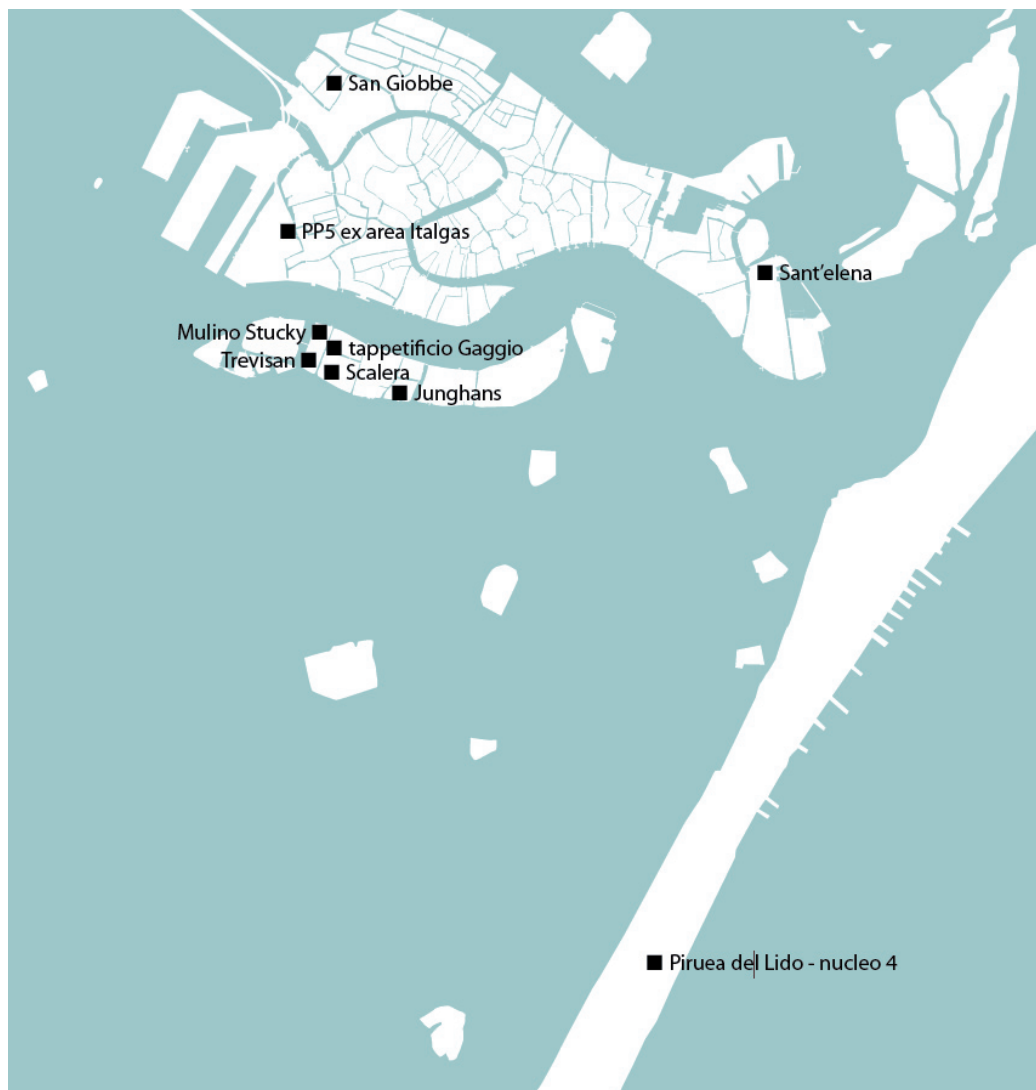 San Giobbe
PP5 ex area Italgas
Sant'elena
Mulino Stucky
tappetificio Gaggio
Trevisan
Scalera
Junghans
Piruea del Lido - nucleo 4